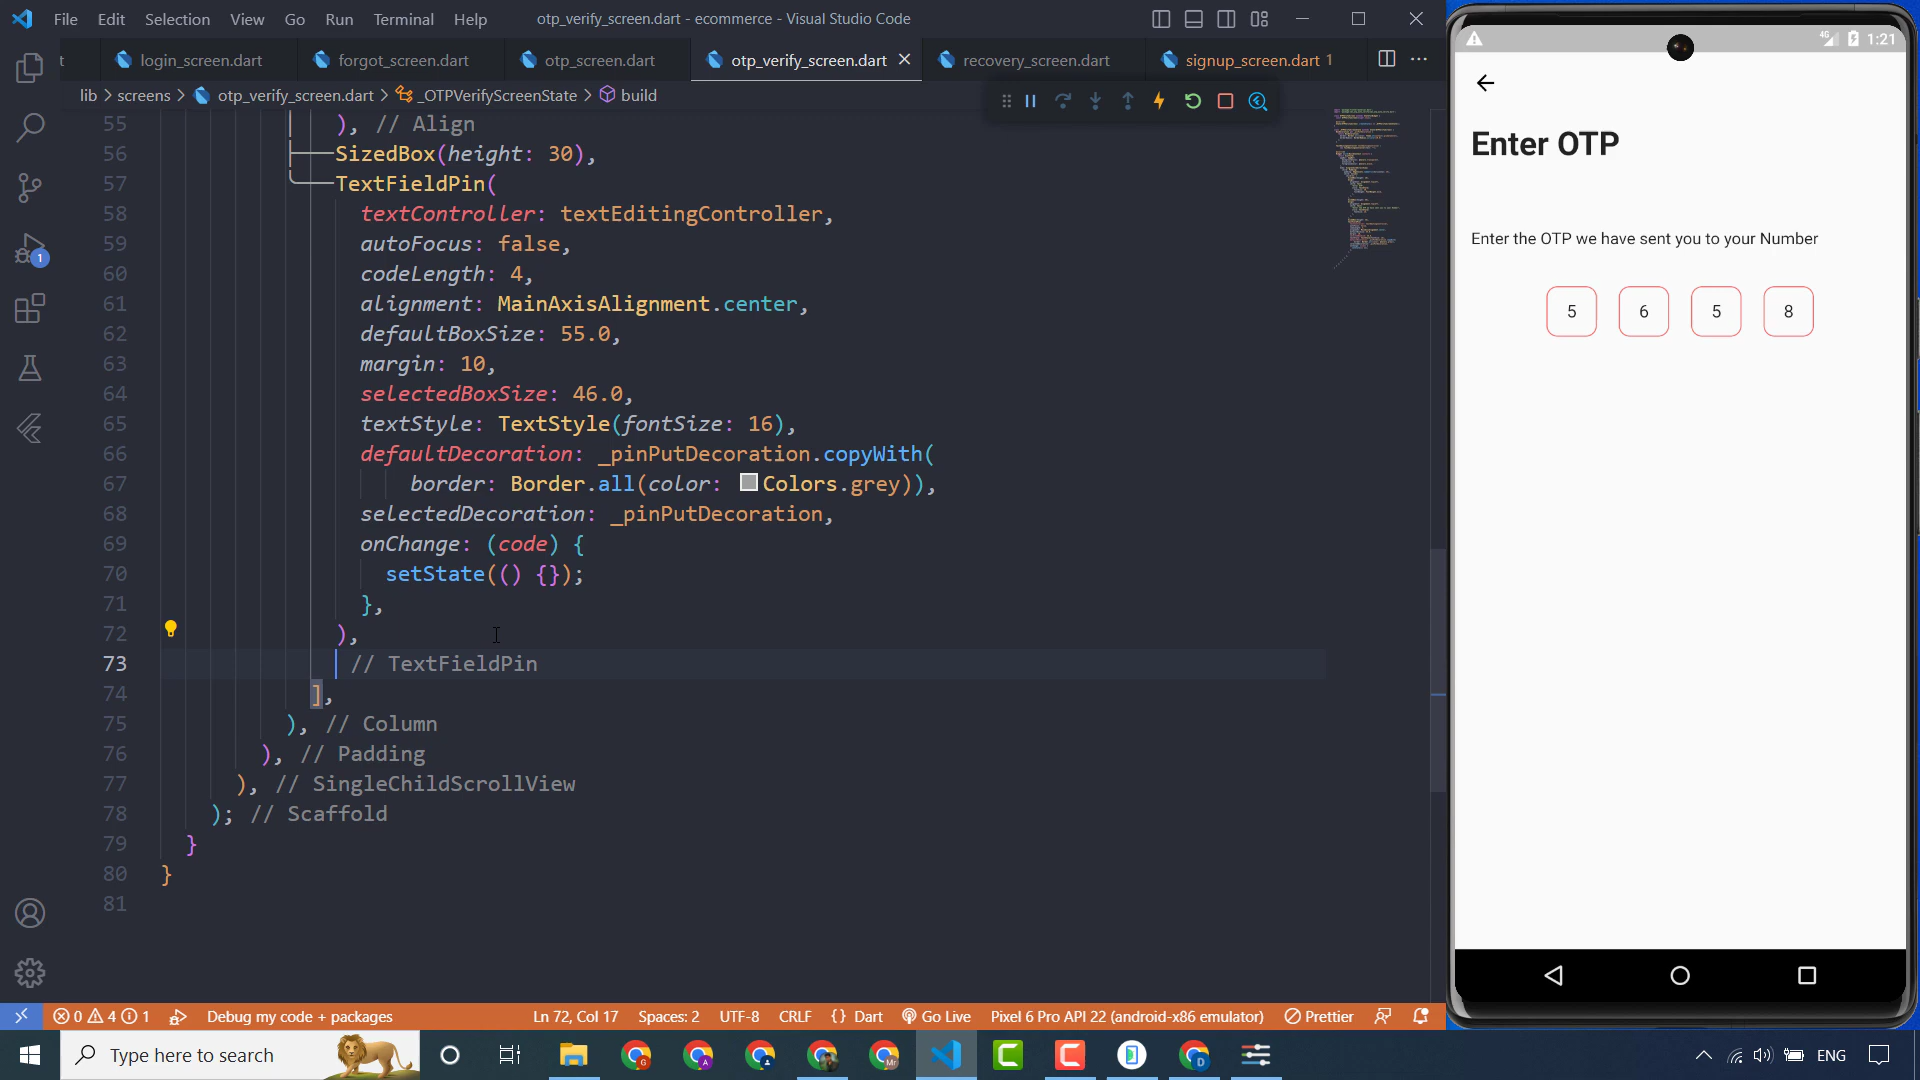 File Edit Selection View Go Run Terminal Help
otp_verify_screen.dart - ecommerce - Visual Studio Code
t
login_screen.dart
forgot_screen.dart
otp_screen.dart
otp_verify_screen.dart
recovery_screen.dart
signup_screen.dart 1
lib > screens > otp_verify_screen.dart > _OTPVerifyScreenState > build
55 ), // Align
56 SizedBox(height: 30),
57 TextFieldPin(
58 textController: textEditingController,
59 autoFocus: false,
60 codeLength: 4,
61 alignment: MainAxisAlignment.center,
62 defaultBoxSize: 55.0,
63 margin: 10,
64 selectedBoxSize: 46.0,
65 textStyle: TextStyle(fontSize: 16),
66 defaultDecoration: _pinPutDecoration.copyWith(
67 border: Border.all(color: Colors.grey)),
68 selectedDecoration: _pinPutDecoration,
69 onChange: (code) {
70 setState(() {});
71 },
72 ),
73 // TextFieldPin
74 ],
75 ), // Column
76 ), // Padding
77 ), // SingleChildScrollView
78 ); // Scaffold
79 }
80 }
81
1
0 4 1 Debug my code + packages
Ln 72, Col 17 Spaces: 2 UTF-8 CRLF {} Dart Go Live Pixel 6 Pro API 22 (android-x86 emulator) Prettier
Type here to search
ENG
4G 1:21
Enter OTP
Enter the OTP we have sent you to your Number
5 6 5 8